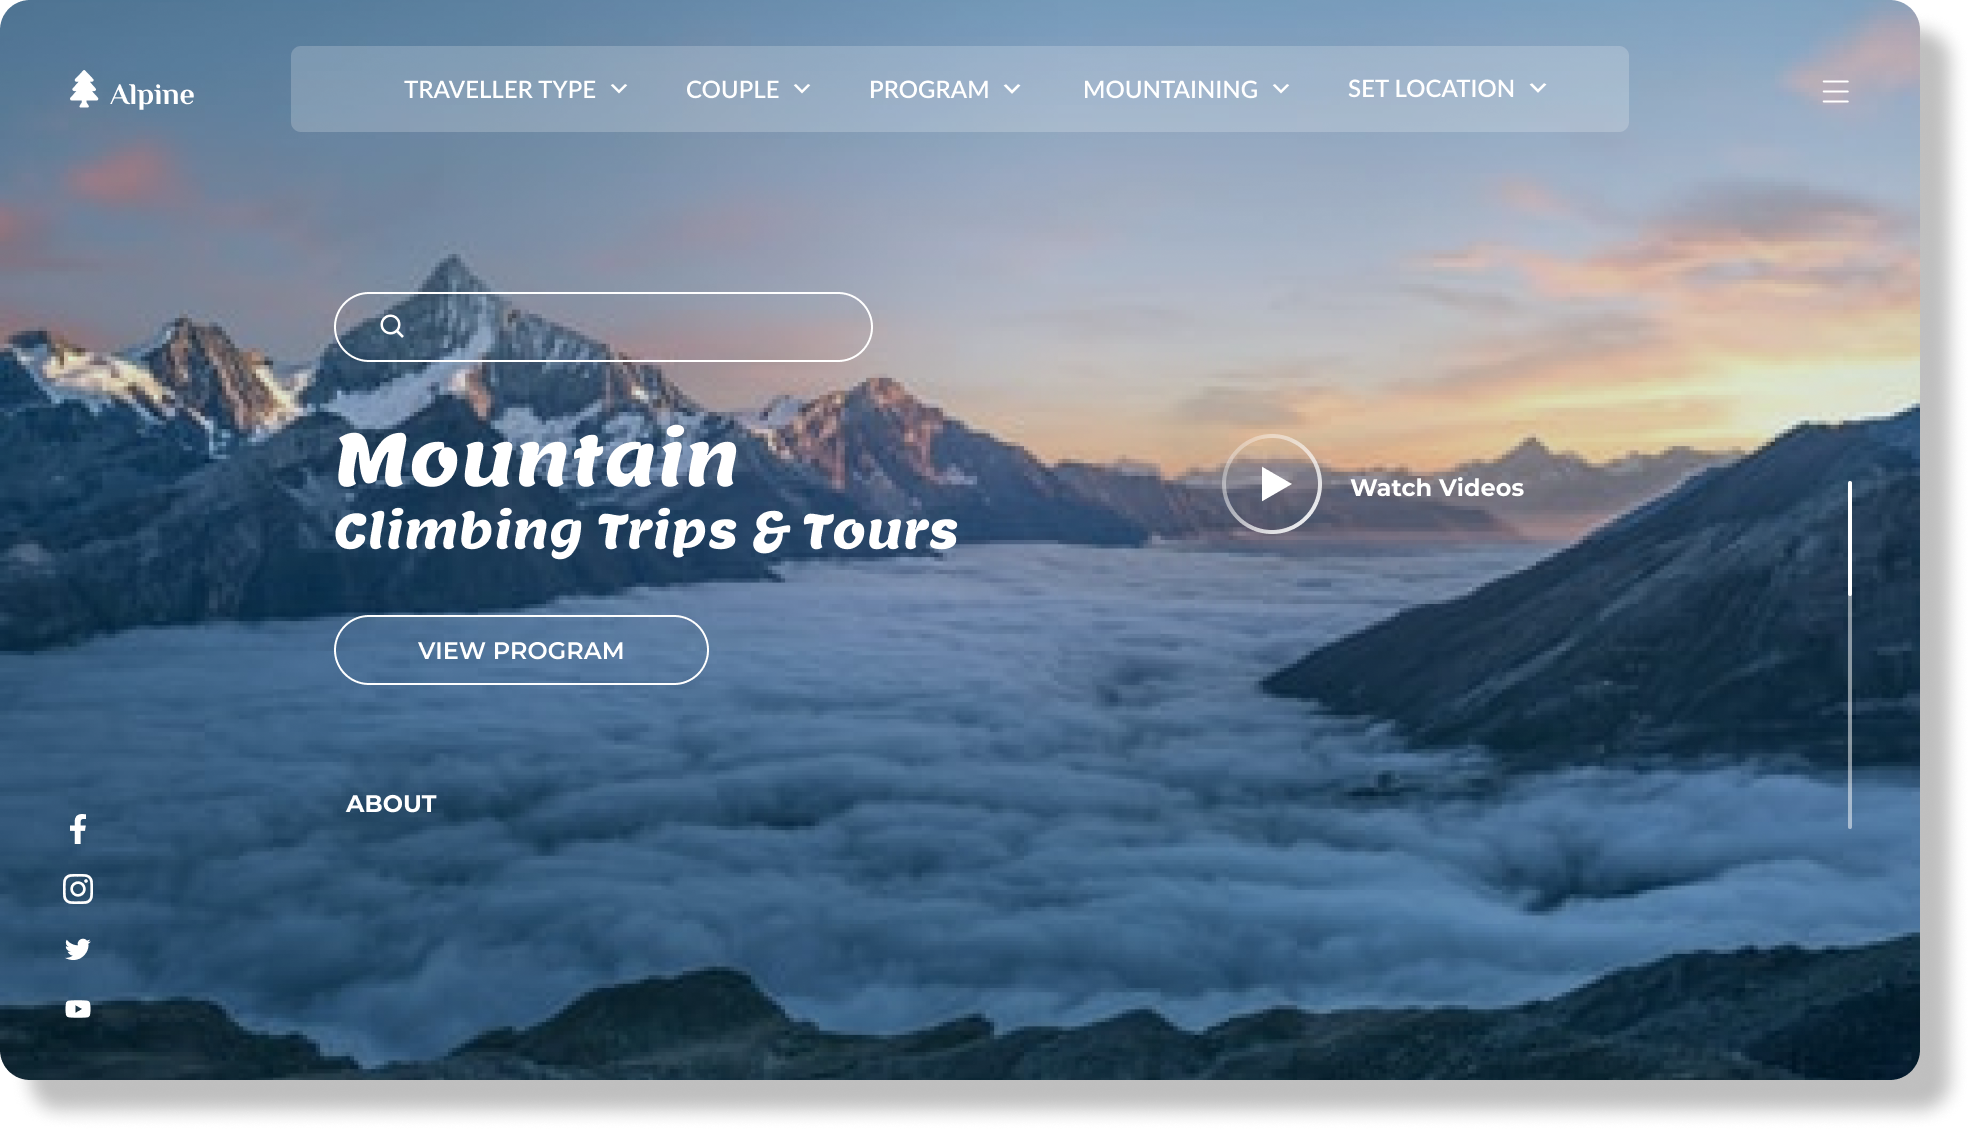 Alpine
TRAVELLER TYPE
COUPLE
PROGRAM
MOUNTAINING
SET LOCATION
Mountain
Climbing Trips & Tours
Watch Videos
VIEW PROGRAM
ABOUT